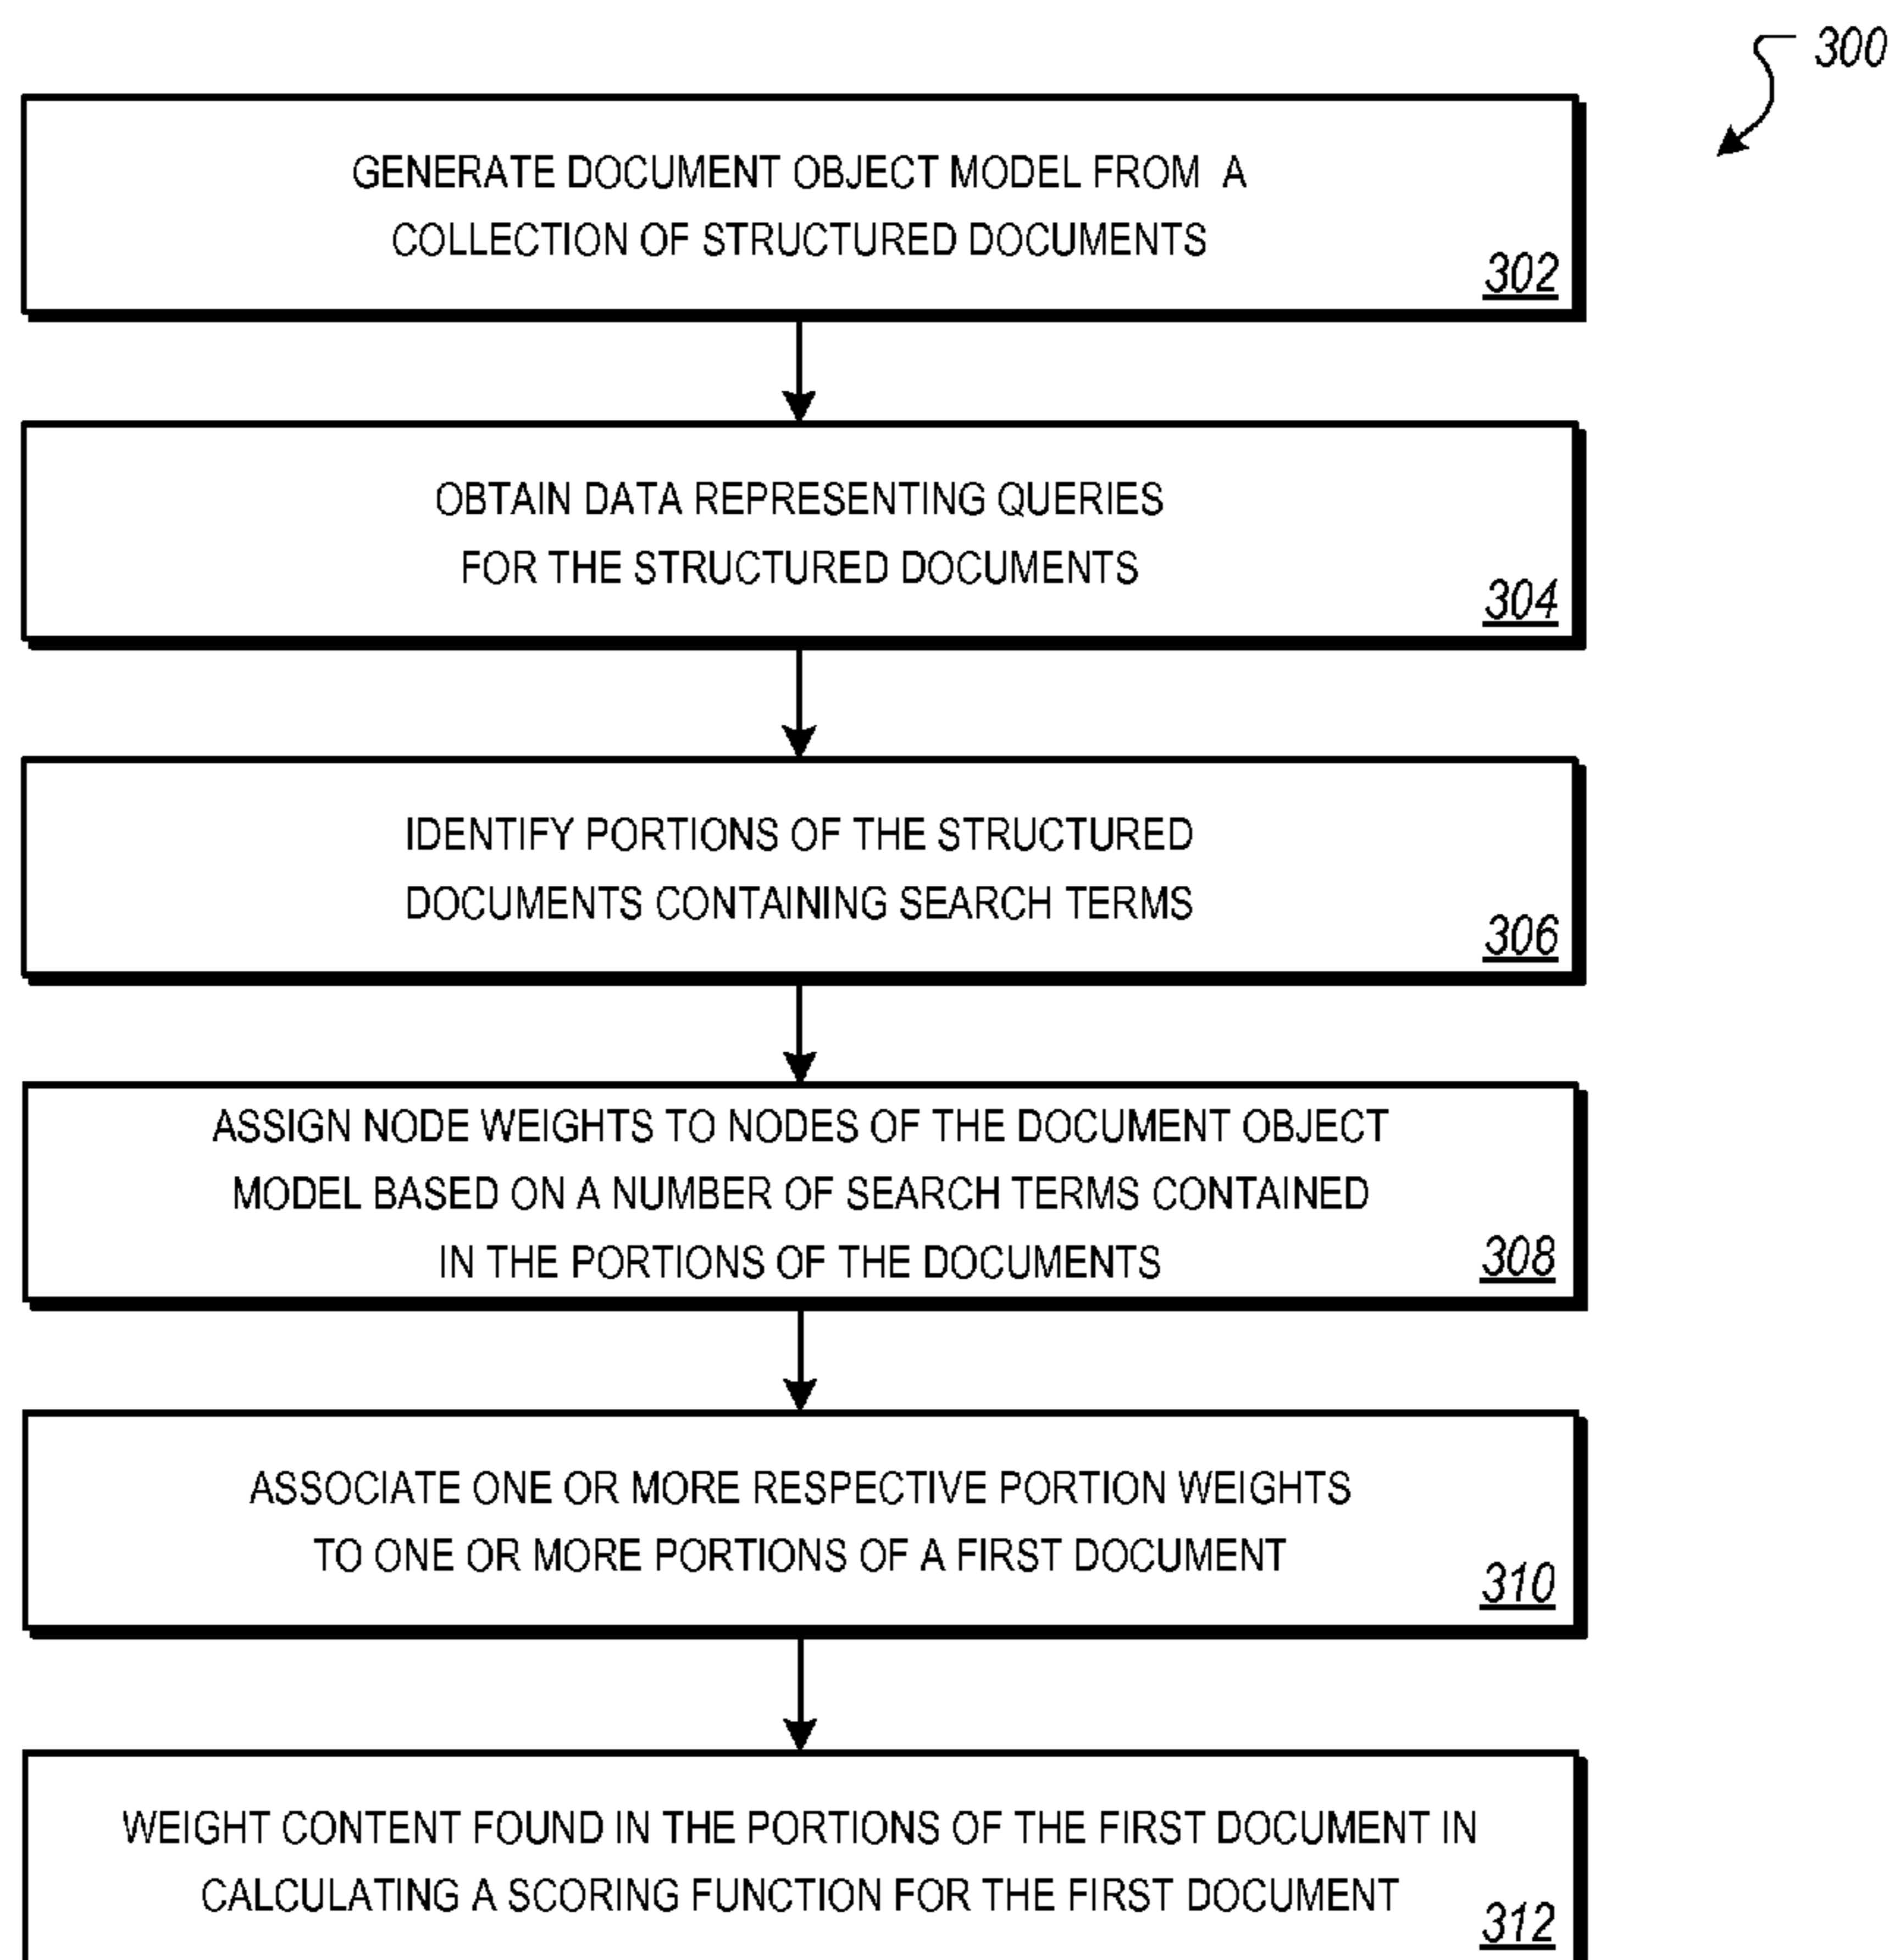 300
GENERATE DOCUMENT OBJECT MODEL FROM A
COLLECTION OF STRUCTURED DOCUMENTS
302
OBTAIN DATA REPRESENTING QUERIES
FOR THE STRUCTURED DOCUMENTS
304
IDENTIFY PORTIONS OF THE STRUCTURED
DOCUMENTS CONTAINING SEARCH TERMS
306
ASSIGN NODE WEIGHTS TO NODES OF THE DOCUMENT OBJECT
MODEL BASED ON A NUMBER OF SEARCH TERMS CONTAINED
IN THE PORTIONS OF THE DOCUMENTS
308
ASSOCIATE ONE OR MORE RESPECTIVE PORTION WEIGHTS
TO ONE OR MORE PORTIONS OF A FIRST DOCUMENT
310
WEIGHT CONTENT FOUND IN THE PORTIONS OF THE FIRST DOCUMENT IN
CALCULATING A SCORING FUNCTION FOR THE FIRST DOCUMENT
312